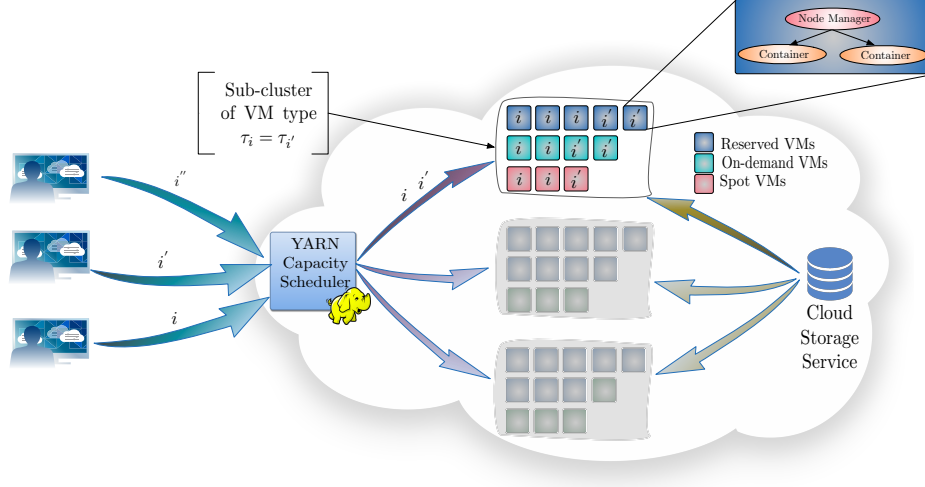 Node Manager
Container Container
Sub-cluster
of VM type
τᵢ = τᵢ′
i i i i′ i′
i i i′ i′
i i i′
Reserved VMs
On-demand VMs
Spot VMs
i″
i i′
YARN
Capacity
Scheduler
i′
i
Cloud
Storage
Service